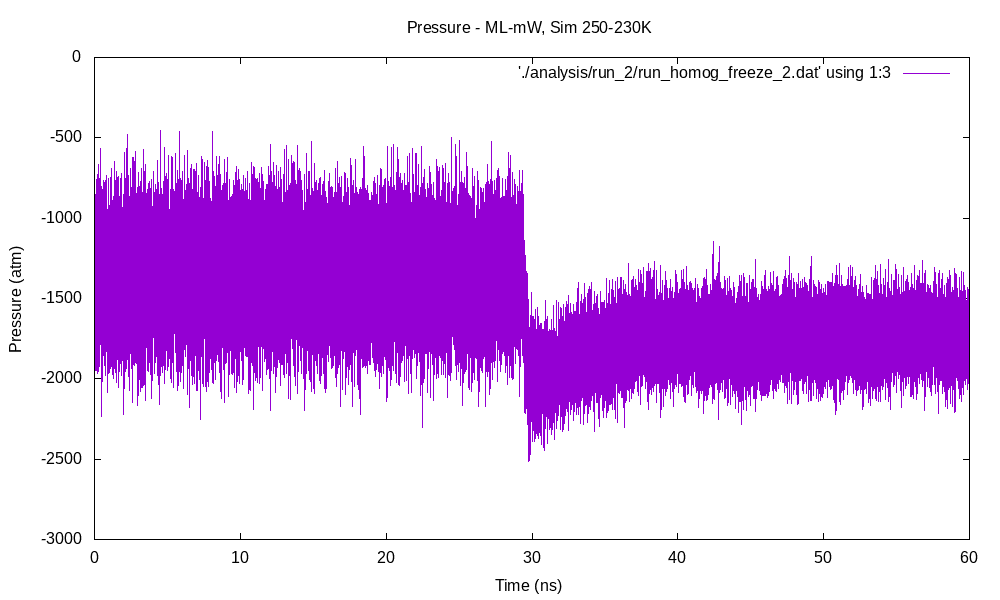 Pressure - ML-mW, Sim 250-230K
'./analysis/run_2/run_homog_freeze_2.dat' using 1:3
0
-500
-1000
-1500
-2000
-2500
-3000
Pressure (atm)
0 10 20 30 40 50 60
Time (ns)